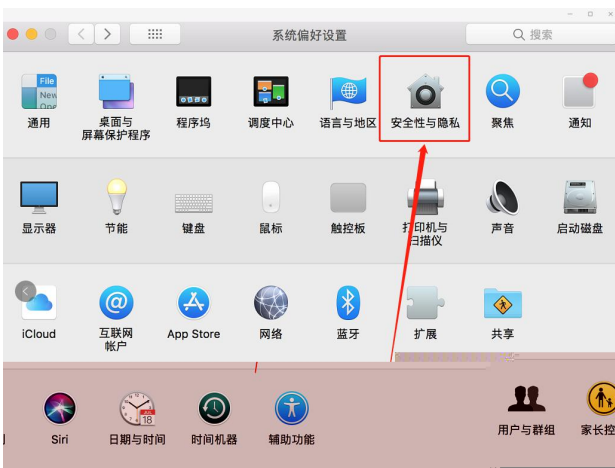 系统偏好设置
搜索
File
New
通用
桌面与
屏幕保护程序
程序坞
调度中心
语言与地区
安全性与隐私
聚焦
通知
显示器
节能
键盘
鼠标
触控板
打印机与
扫描仪
声音
启动磁盘
iCloud
@
互联网
帐户
App Store
网络
蓝牙
扩展
共享
Siri
JUL
18
日期与时间
时间机器
辅助功能
用户与群组
家长控